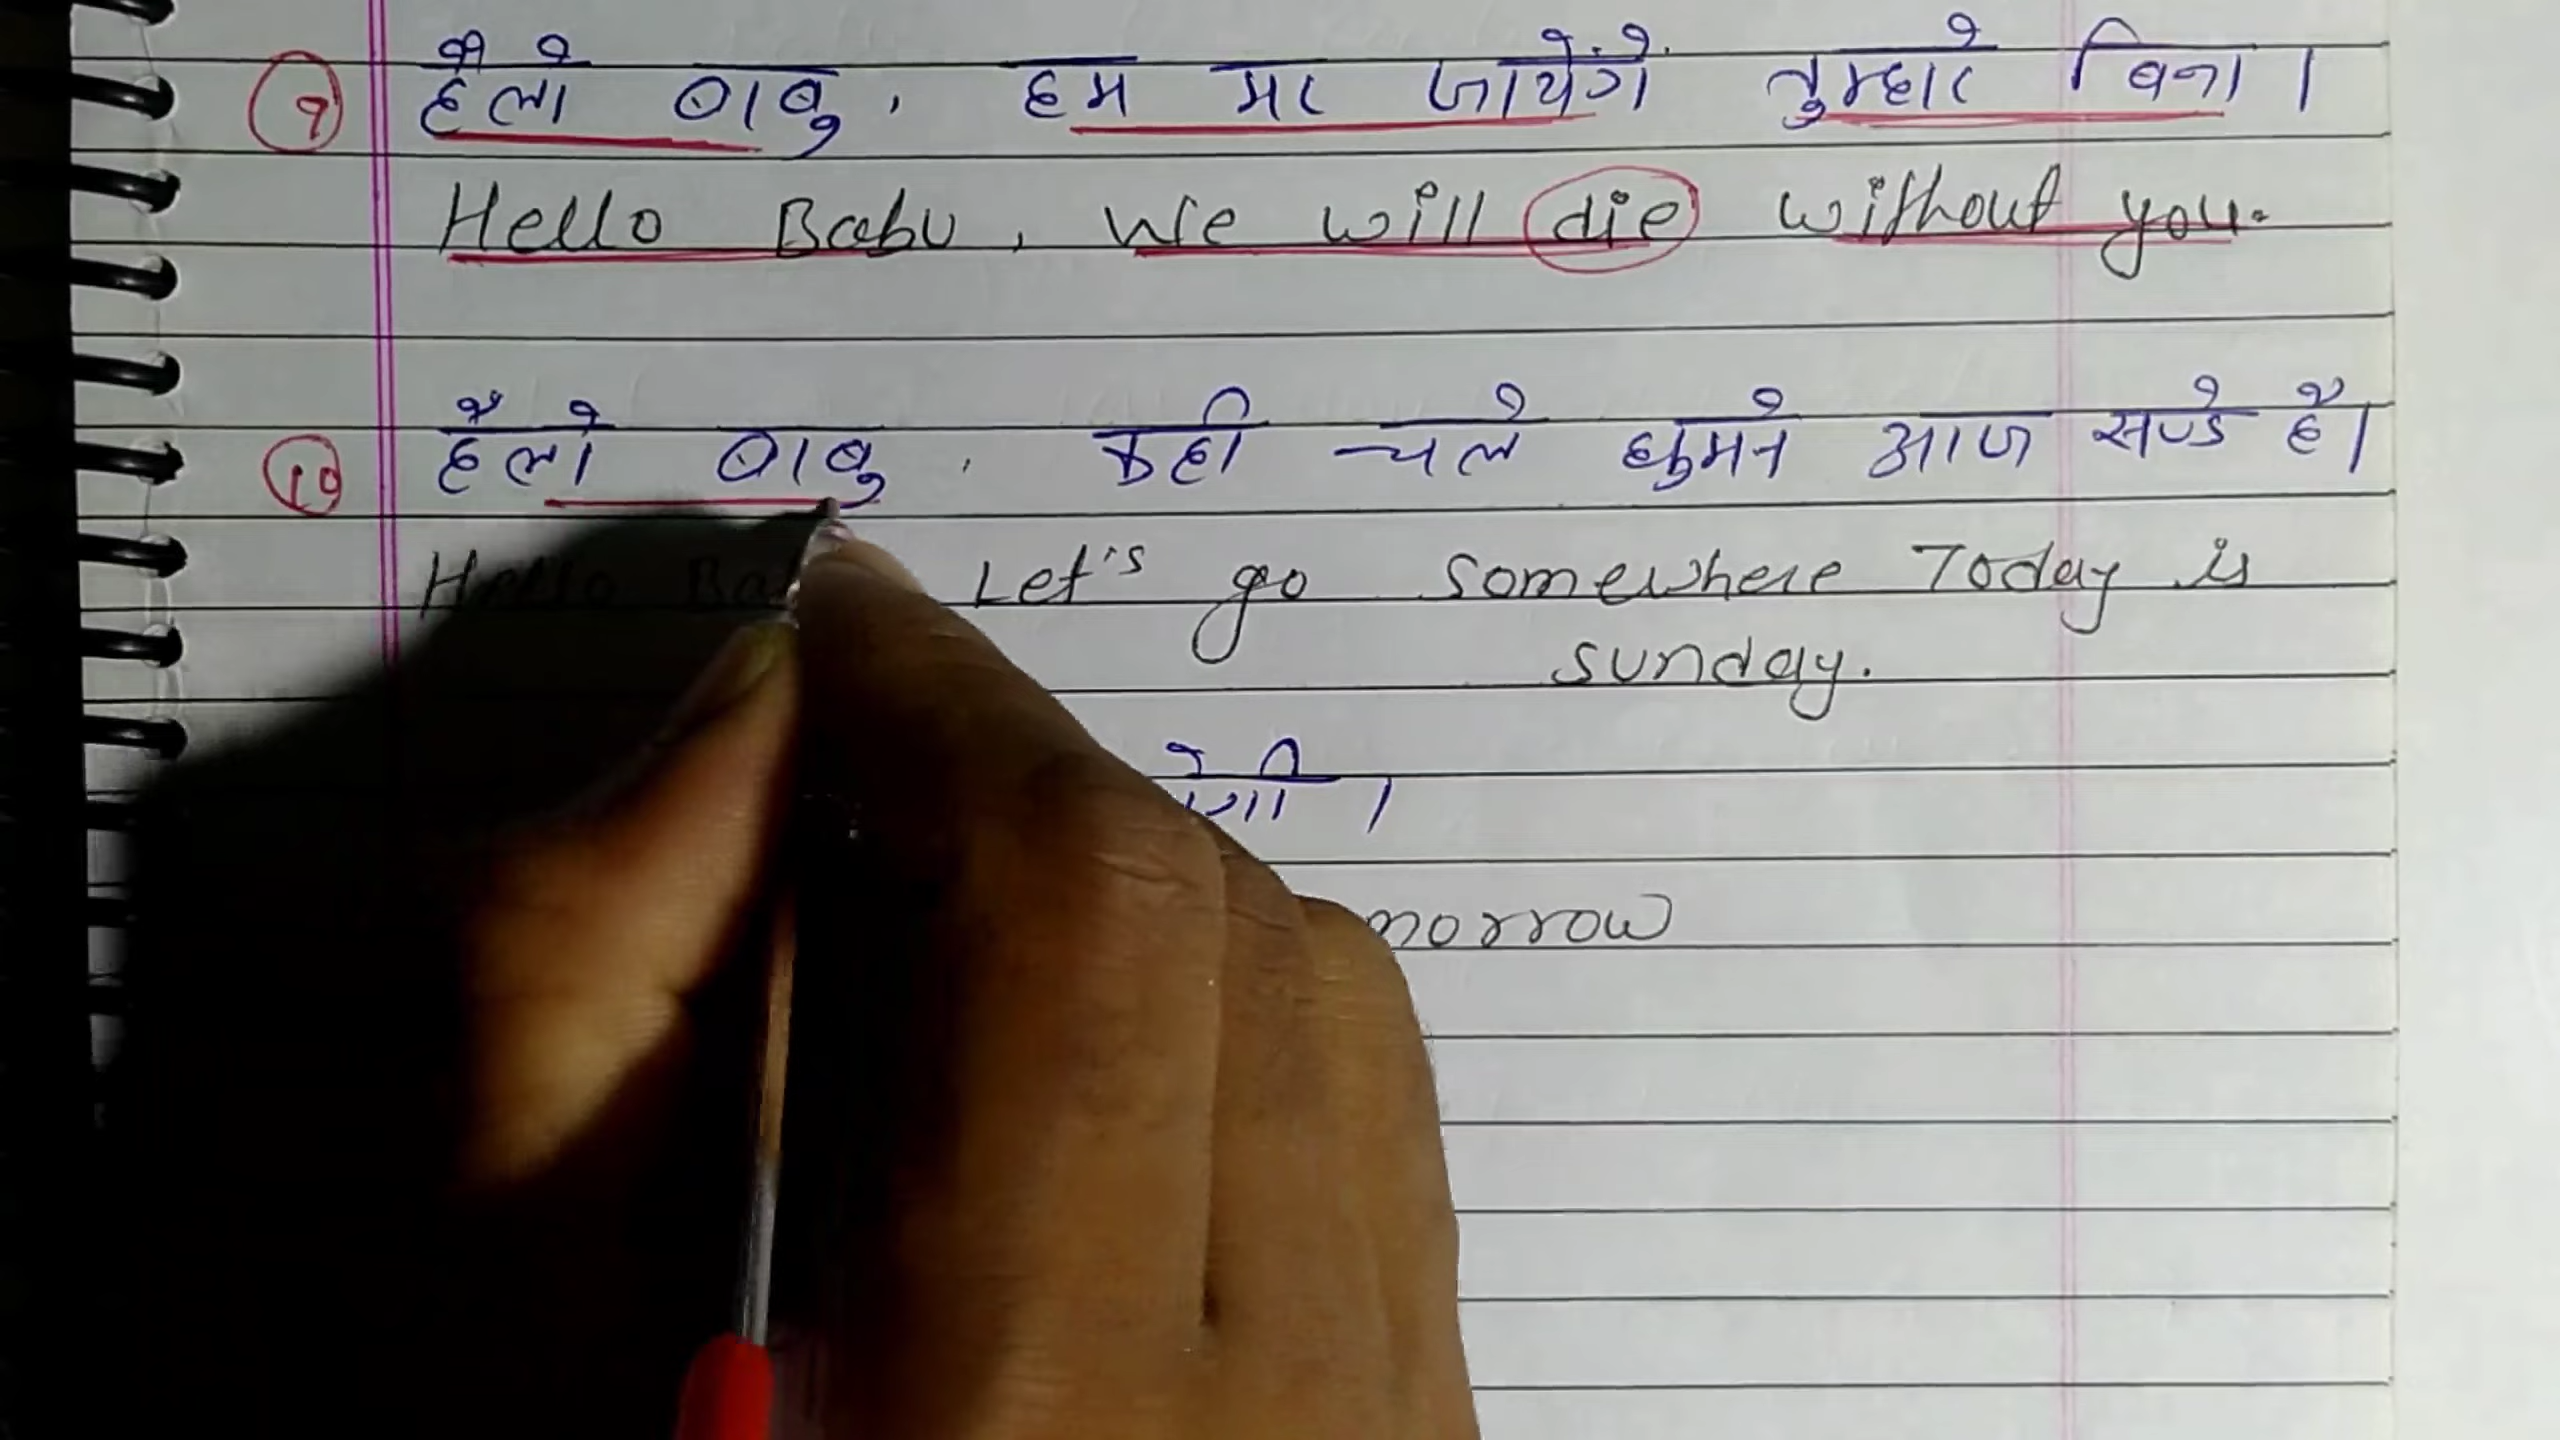 9 हैलो बाबु, हम मर जायेंगे तुम्हारे बिना।
Hello Babu, We will die without you.
10 हैलो बाबु, कही चले घुमने आज सण्डे हैं।
Hello Let's go somewhere Today is
sunday.